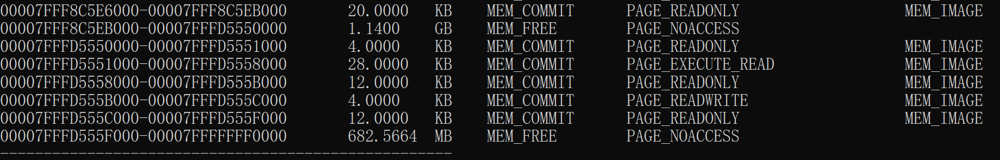 00007FFF8C5E6000-00007FFF8C5EB000 20.0000 KB MEM_COMMIT PAGE_READONLY MEM_IMAGE
00007FFF8C5EB000-00007FFFD5550000 1.1400 GB MEM_FREE PAGE_NOACCESS
00007FFFD5550000-00007FFFD5551000 4.0000 KB MEM_COMMIT PAGE_READONLY MEM_IMAGE
00007FFFD5551000-00007FFFD5558000 28.0000 KB MEM_COMMIT PAGE_EXECUTE_READ MEM_IMAGE
00007FFFD5558000-00007FFFD555B000 12.0000 KB MEM_COMMIT PAGE_READONLY MEM_IMAGE
00007FFFD555B000-00007FFFD555C000 4.0000 KB MEM_COMMIT PAGE_READWRITE MEM_IMAGE
00007FFFD555C000-00007FFFD555F000 12.0000 KB MEM_COMMIT PAGE_READONLY MEM_IMAGE
00007FFFD555F000-00007FFFFFFF0000 682.5664 MB MEM_FREE PAGE_NOACCESS
----------------------------------------------------